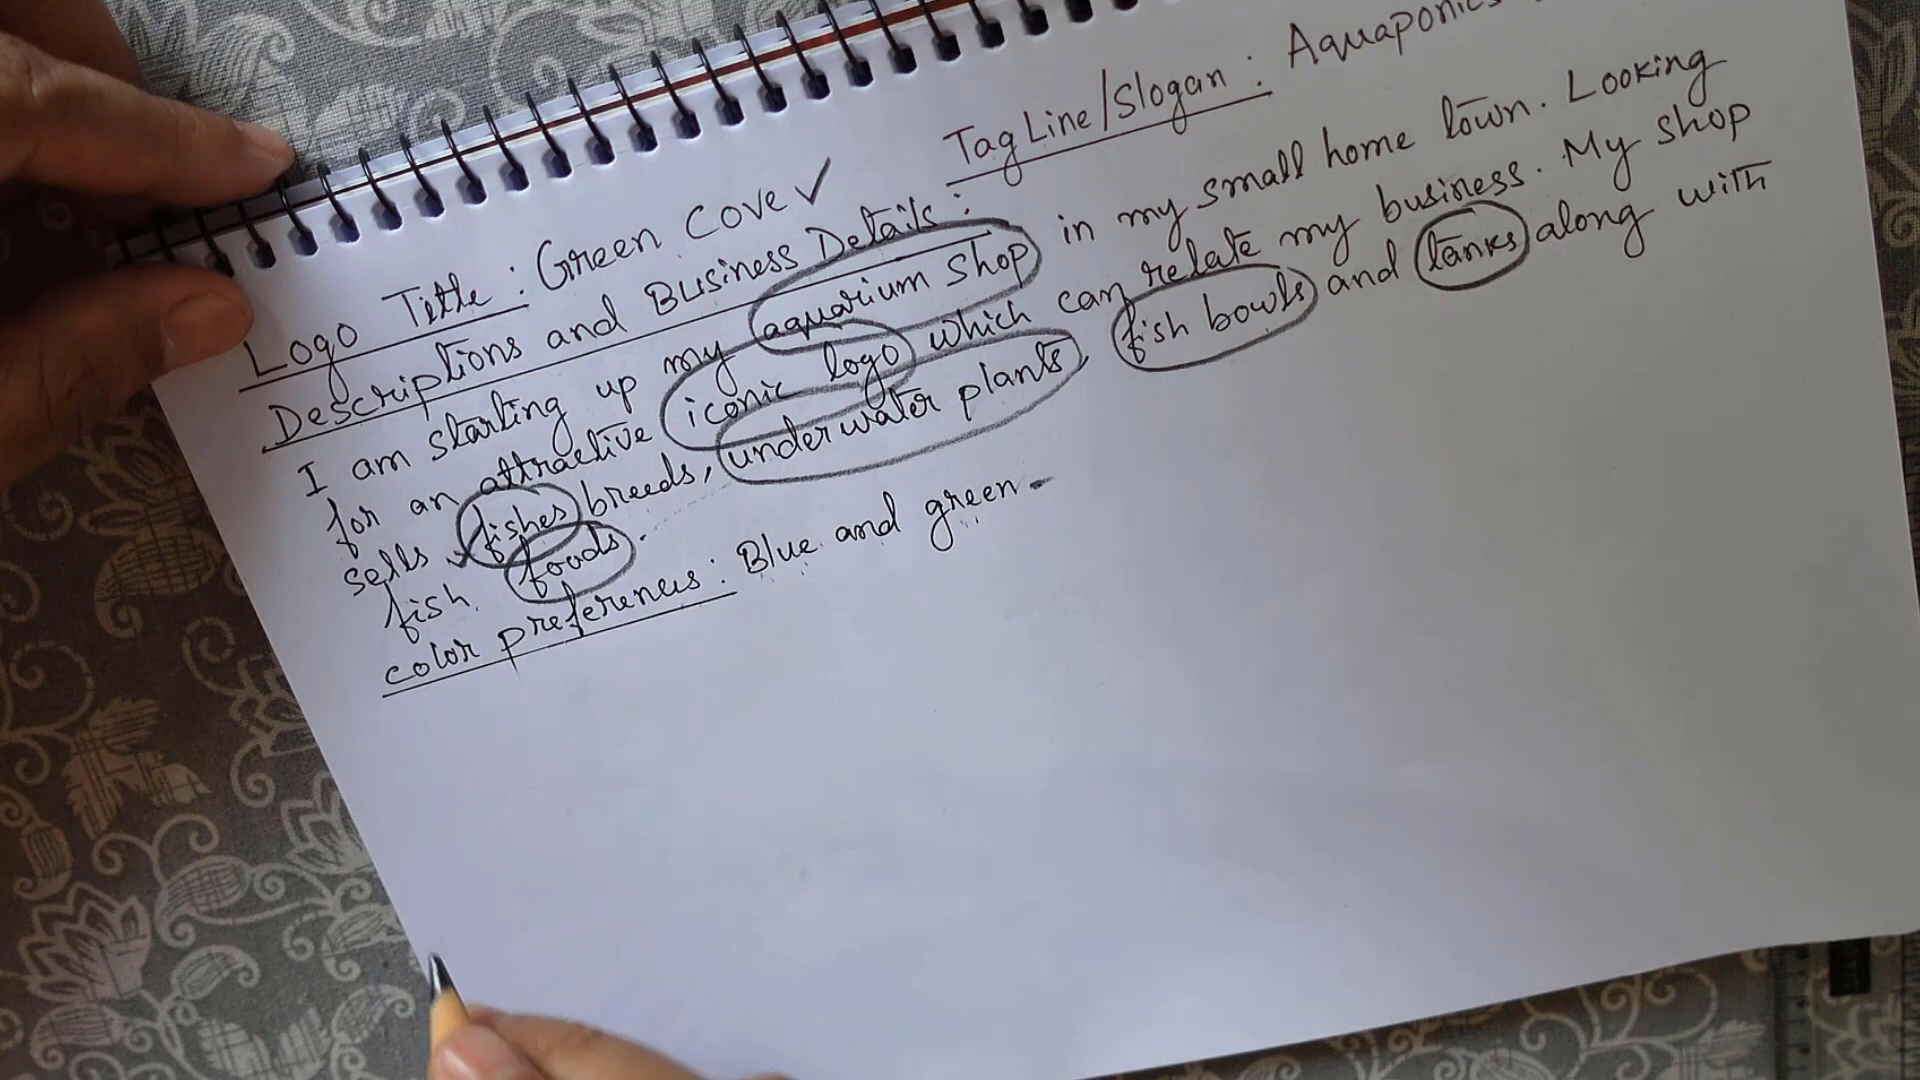 Logo Title : Green Cove ✓ TagLine/Slogan : Aquaponics
Descriptions and Business Details :
I am starting up my aquarium shop in my small home town. Looking
for an attractive iconic logo which can relate my business. My shop
sells fishes breeds, underwater plants, fish bowls and tanks along with
fish foods.
color preferences : Blue and green.